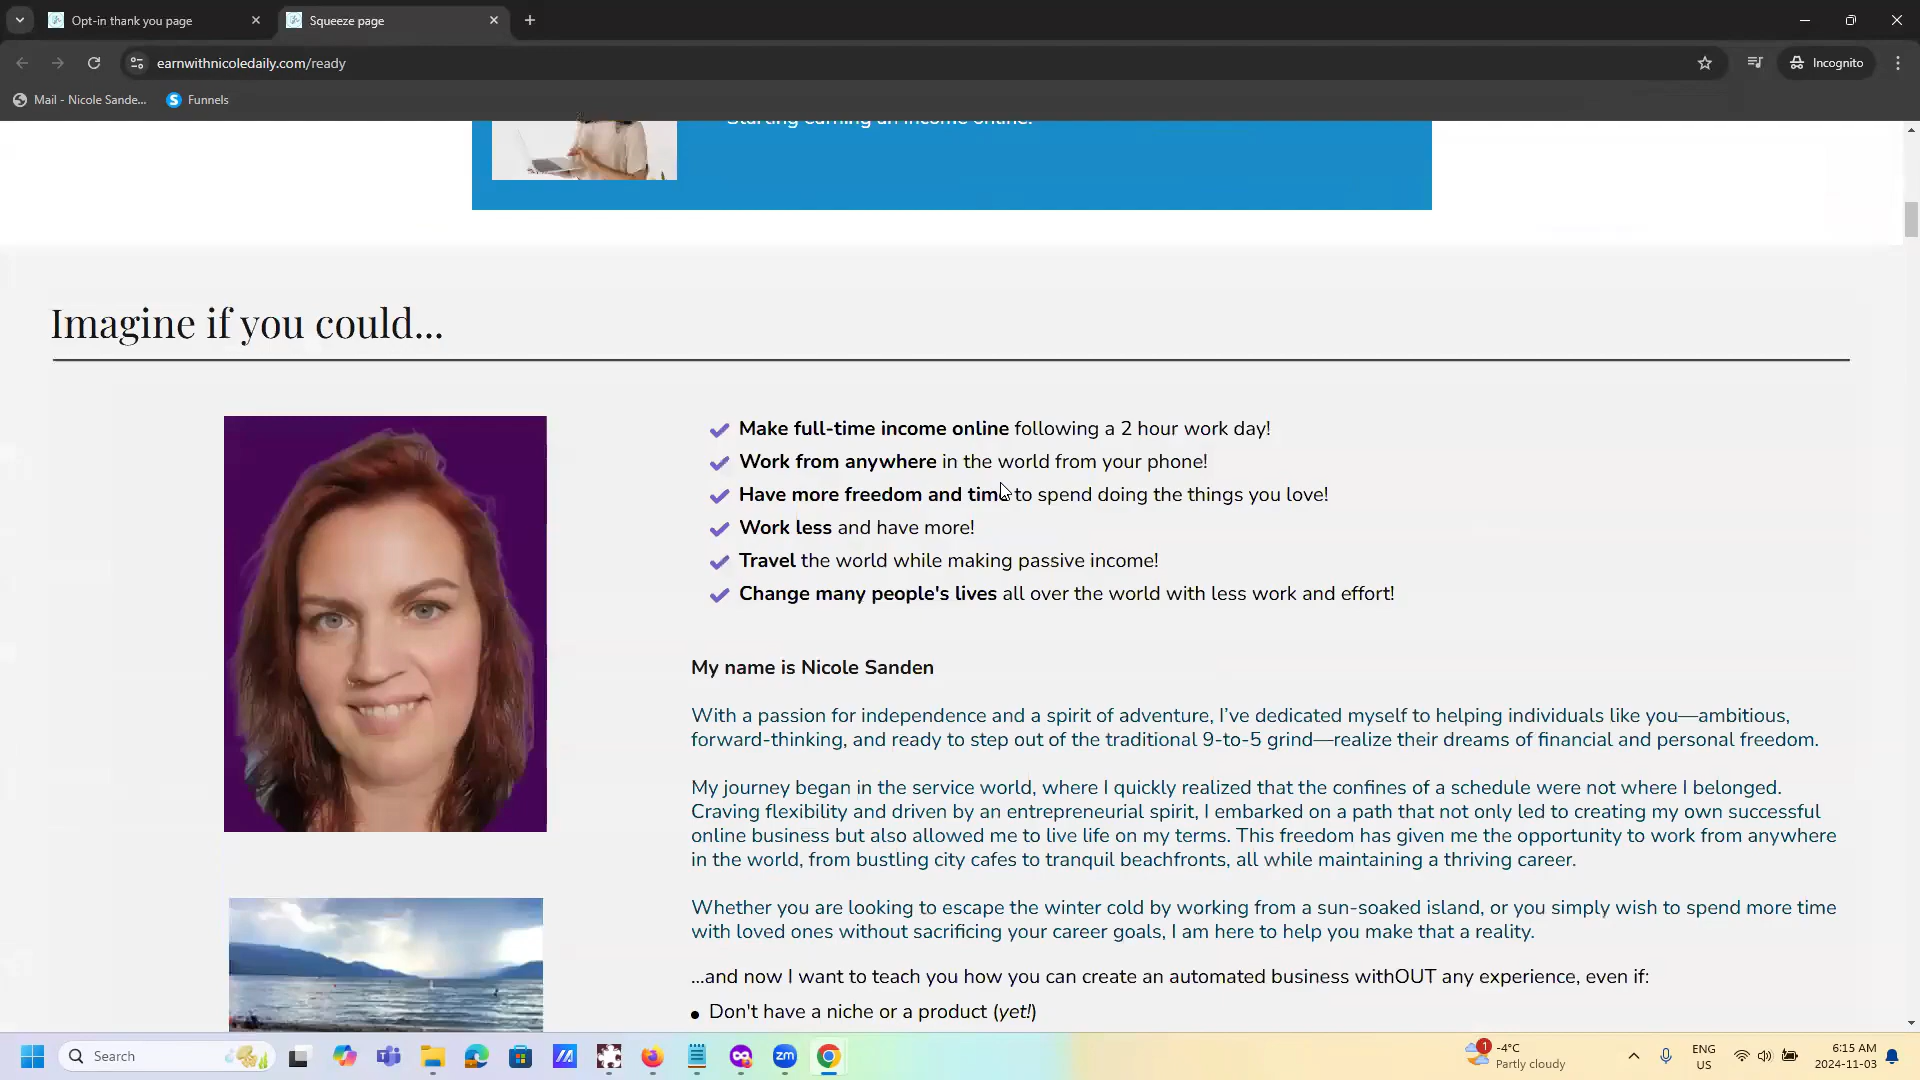 Opt-in thank you page
Squeeze page
earnwithnicoledaily.com/ready
Incognito
Mail - Nicole Sande...
Funnels
Starting earning an income online.
Imagine if you could...
Make full-time income online following a 2 hour work day!
Work from anywhere in the world from your phone!
Have more freedom and time to spend doing the things you love!
Work less and have more!
Travel the world while making passive income!
Change many people's lives all over the world with less work and effort!
My name is Nicole Sanden
With a passion for independence and a spirit of adventure, I've dedicated myself to helping individuals like you—ambitious,
forward-thinking, and ready to step out of the traditional 9-to-5 grind—realize their dreams of financial and personal freedom.
My journey began in the service world, where I quickly realized that the confines of a schedule were not where I belonged.
Craving flexibility and driven by an entrepreneurial spirit, I embarked on a path that not only led to creating my own successful
online business but also allowed me to live life on my terms. This freedom has given me the opportunity to work from anywhere
in the world, from bustling city cafes to tranquil beachfronts, all while maintaining a thriving career.
Whether you are looking to escape the winter cold by working from a sun-soaked island, or you simply wish to spend more time
with loved ones without sacrificing your career goals, I am here to help you make that a reality.
...and now I want to teach you how you can create an automated business withOUT any experience, even if:
Don't have a niche or a product (yet!)
Search
zm
1
-4°C
Partly cloudy
ENG
US
6:15 AM
2024-11-03